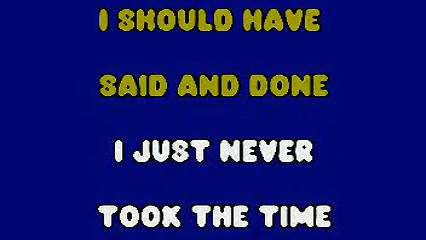 I SHOULD HAVE
SAID AND DONE
I JUST NEVER
TOOK THE TIME